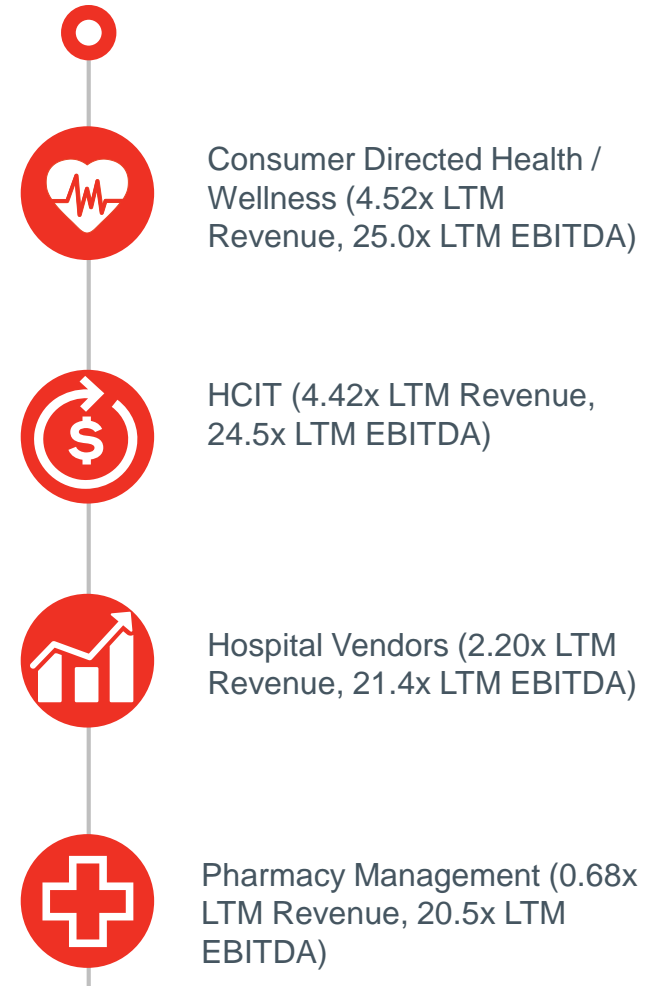 Consumer Directed Health /
Wellness (4.52x LTM
Revenue, 25.0x LTM EBITDA)
HCIT (4.42x LTM Revenue,
24.5x LTM EBITDA)
$
Hospital Vendors (2.20x LTM
Revenue, 21.4x LTM EBITDA)
Pharmacy Management (0.68x
LTM Revenue, 20.5x LTM
EBITDA)